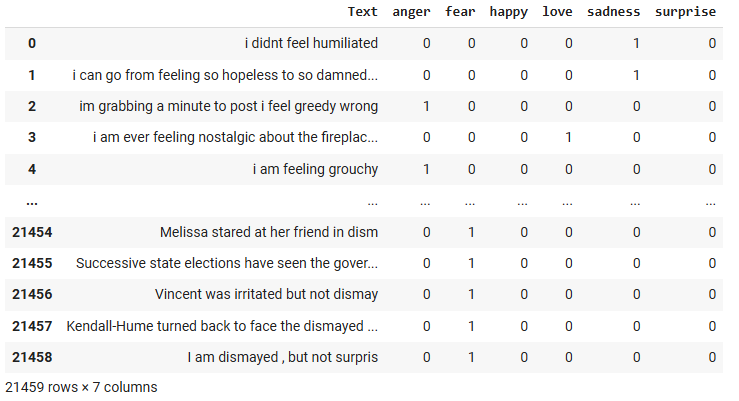 Text anger fear happy love sadness surprise
0 i didnt feel humiliated 0 0 0 0 1 0
1 i can go from feeling so hopeless to so damned... 0 0 0 0 1 0
2 im grabbing a minute to post i feel greedy wrong 1 0 0 0 0 0
3 i am ever feeling nostalgic about the fireplac... 0 0 0 1 0 0
4 i am feeling grouchy 1 0 0 0 0 0
... ... ... ... ... ... ... ...
21454 Melissa stared at her friend in dism 0 1 0 0 0 0
21455 Successive state elections have seen the gover... 0 1 0 0 0 0
21456 Vincent was irritated but not dismay 0 1 0 0 0 0
21457 Kendall-Hume turned back to face the dismayed ... 0 1 0 0 0 0
21458 I am dismayed , but not surpris 0 1 0 0 0 0
21459 rows × 7 columns